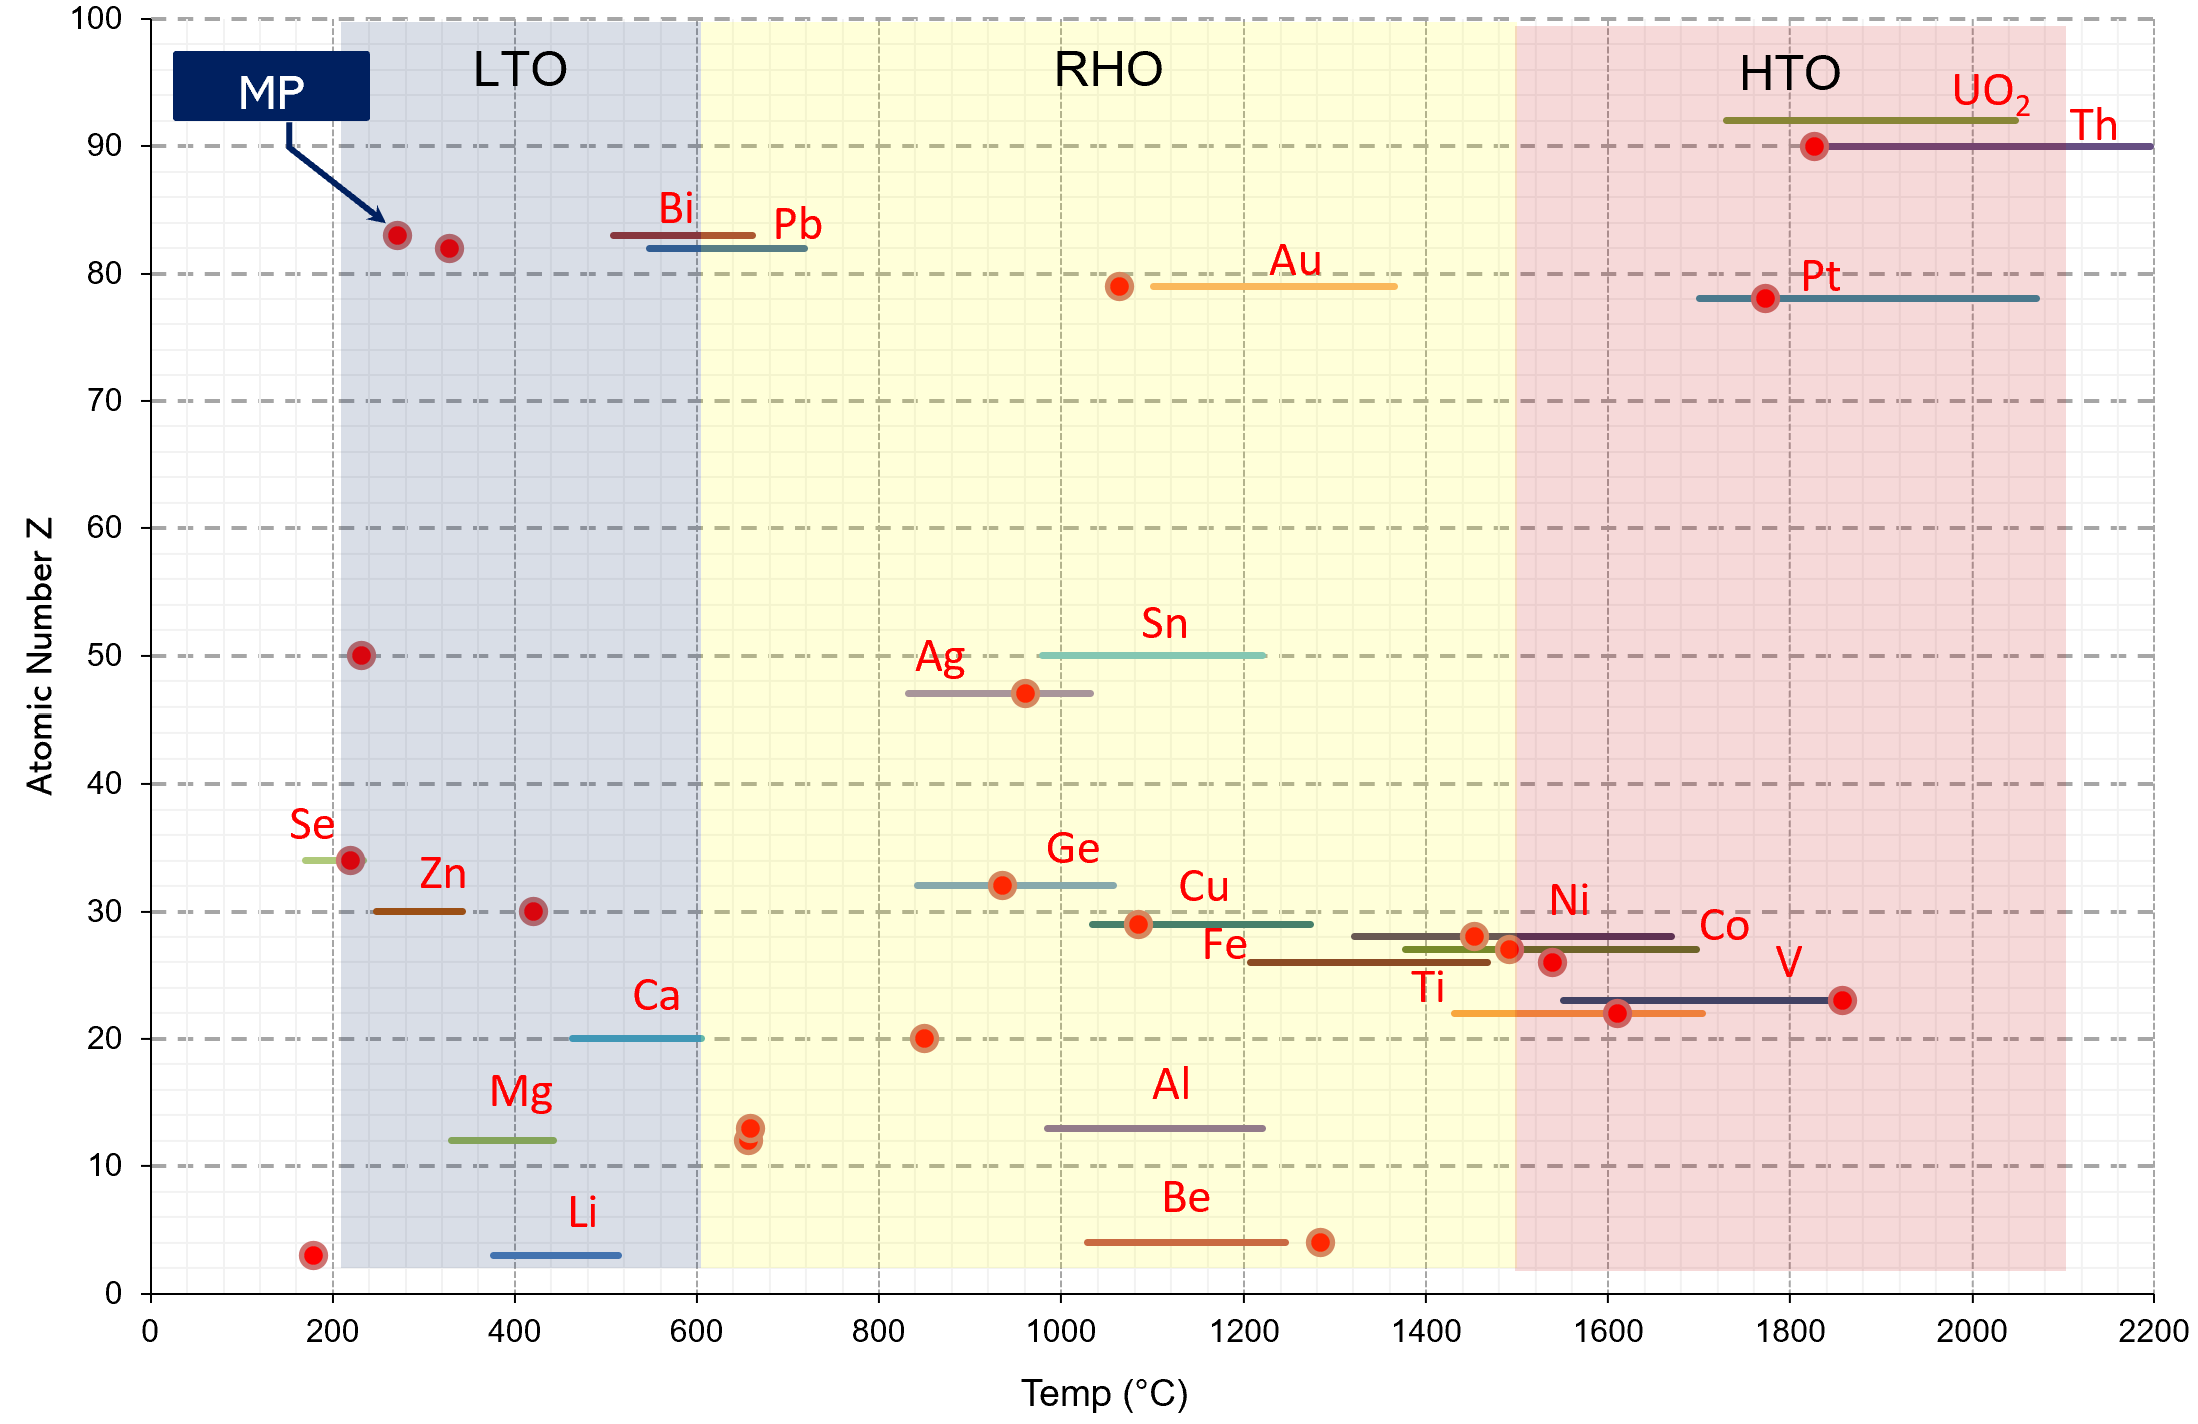 100
LTO
RHO
HTO
MP
UO₂
Th
90
Bi
Pb
80
Au
Pt
70
60
Atomic Number Z
50
Sn
Ag
40
Se
Zn
Ge
Cu
30
Ni
Co
Fe
V
Ti
Ca
20
Mg
Al
10
Li
Be
0
0 200 400 600 800 1000 1200 1400 1600 1800 2000 2200
Temp (°C)